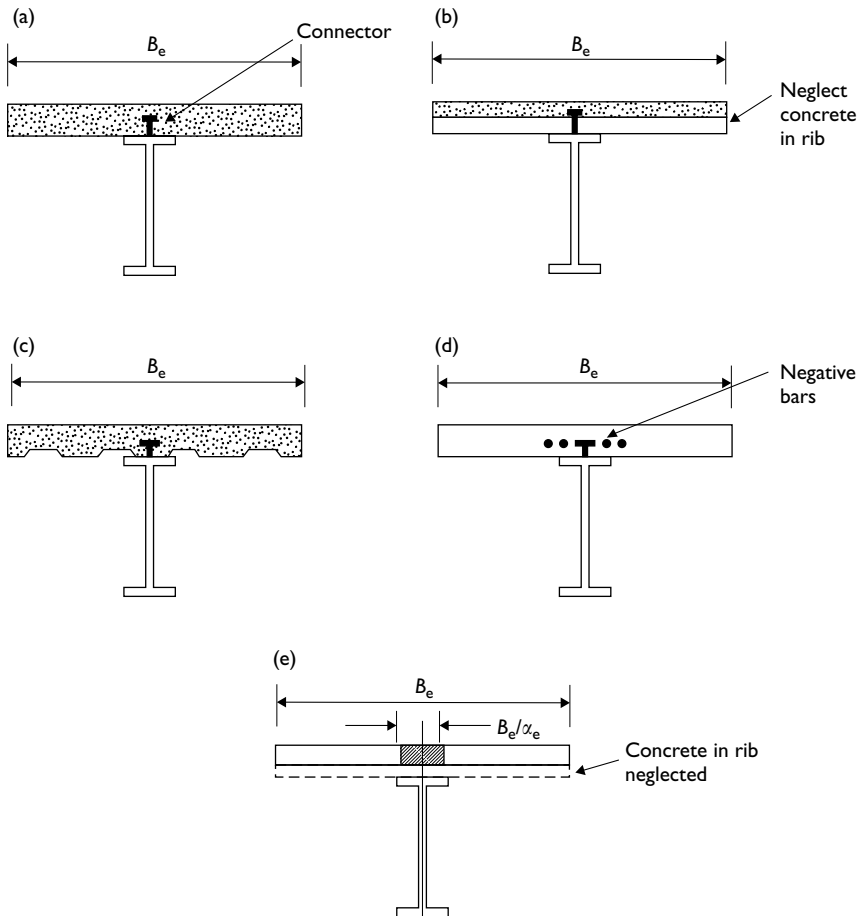 (a)
Connector
Bₑ
(b)
Bₑ
Neglect
concrete
in rib
(c)
Bₑ
(d)
Bₑ
Negative
bars
(e)
Bₑ
Bₑ/αₑ
Concrete in rib
neglected